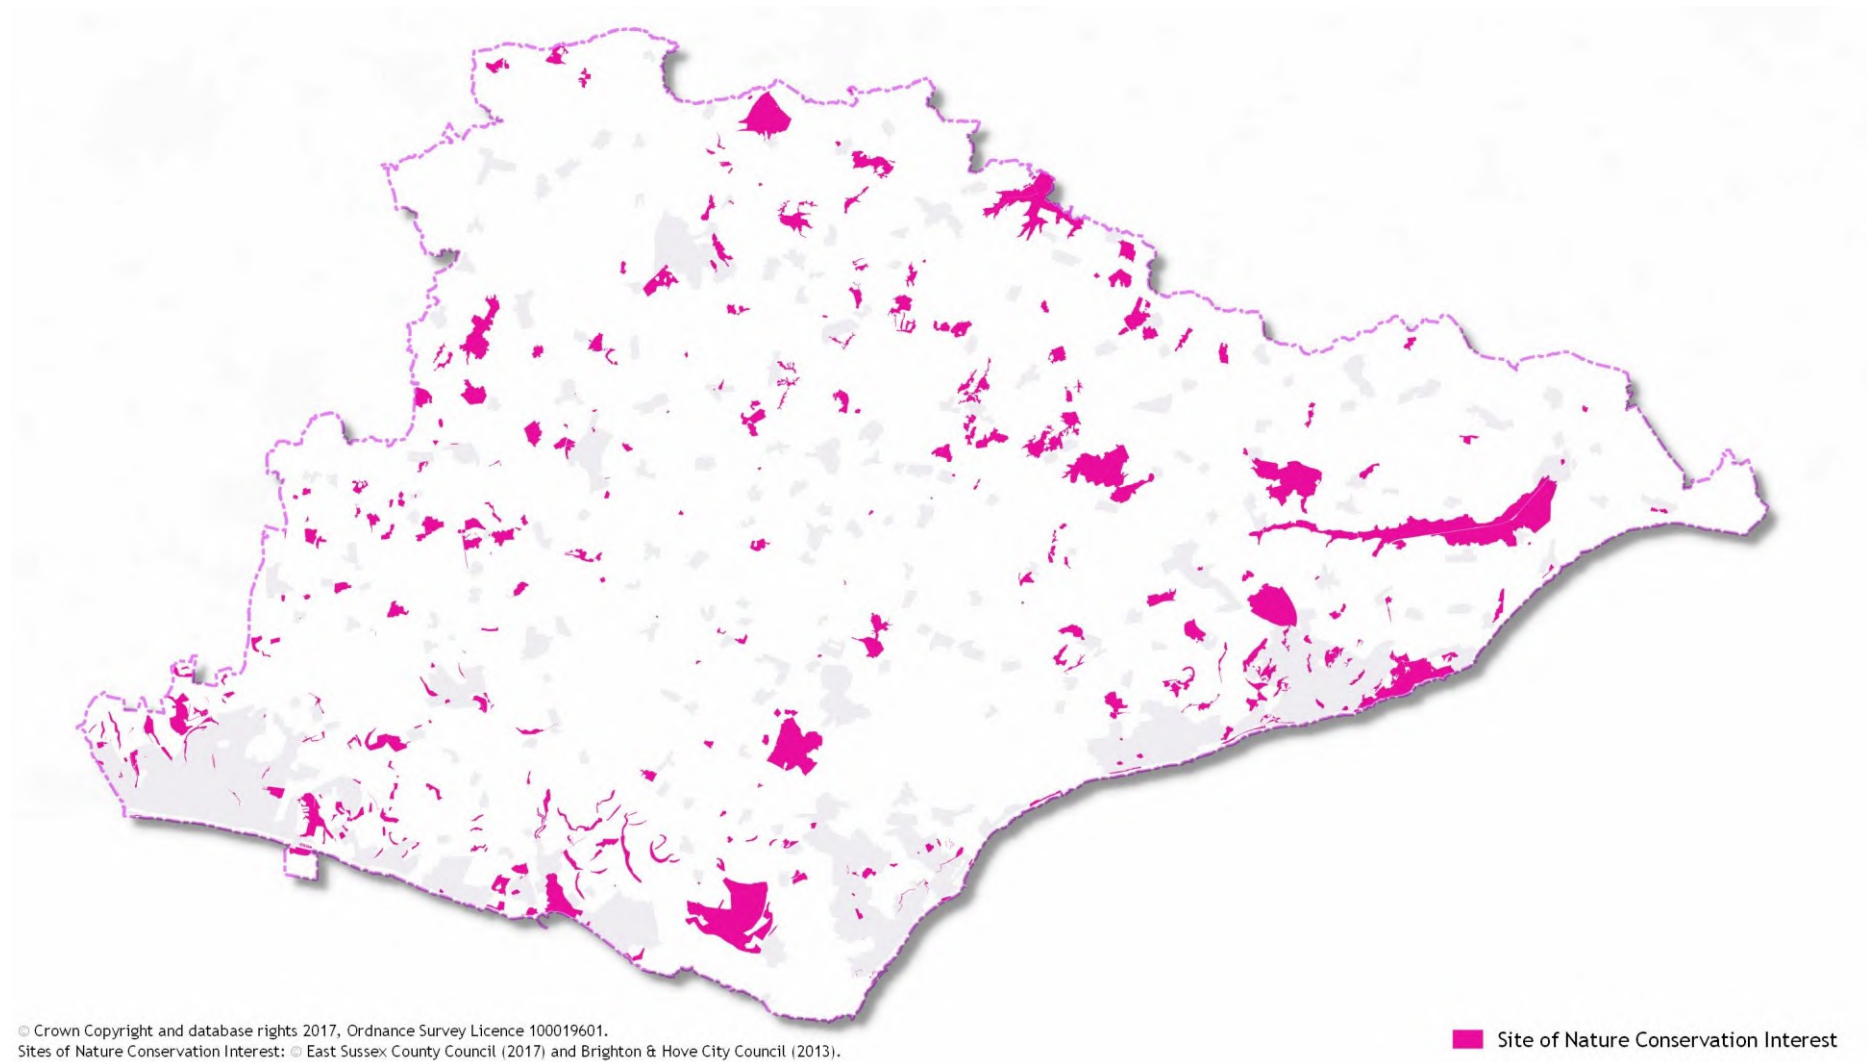 © Crown Copyright and database rights 2017, Ordnance Survey Licence 100019601.
Sites of Nature Conservation Interest: © East Sussex County Council (2017) and Brighton & Hove City Council (2013).
Site of Nature Conservation Interest